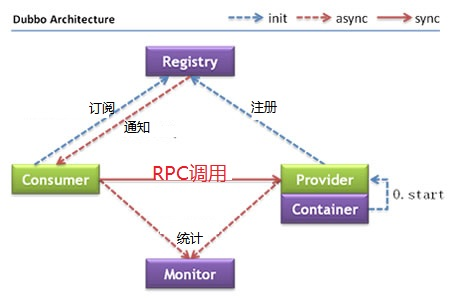 Dubbo Architecture
init async sync
Registry
订阅
注册
通知
Consumer
RPC调用
Provider
Container
0. start
统计
Monitor